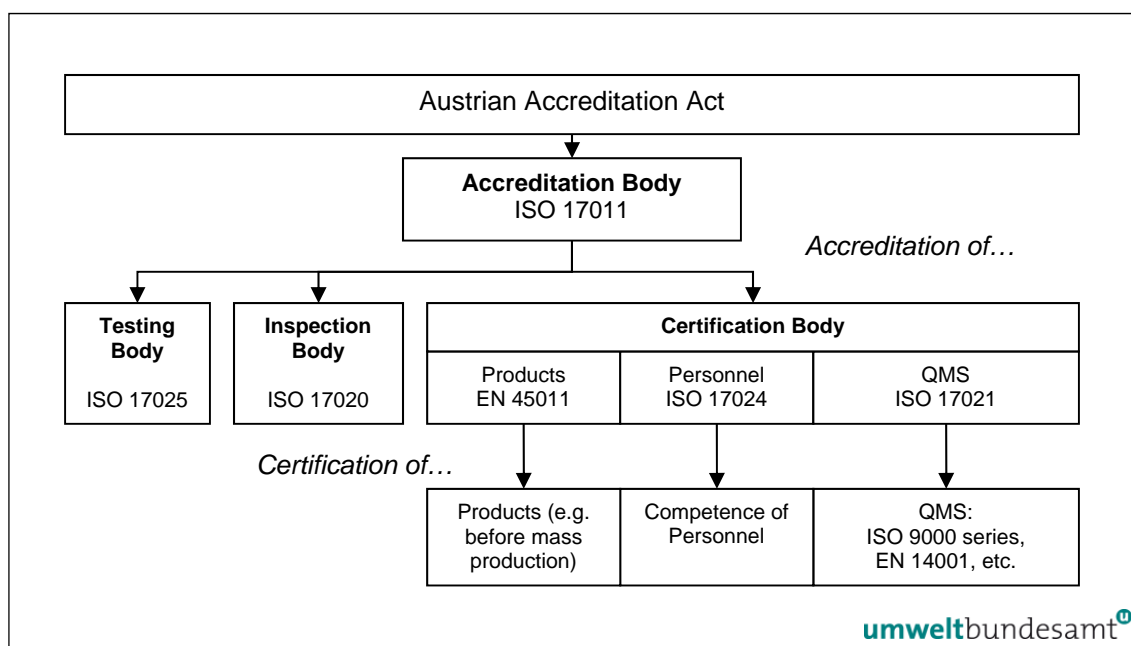 Austrian Accreditation Act
Accreditation Body
ISO 17011
Accreditation of…
Testing
Body
ISO 17025
Inspection
Body
ISO 17020
Certification Body
Products
EN 45011
Personnel
ISO 17024
QMS
ISO 17021
Certification of…
Products (e.g.
before mass
production)
Competence of
Personnel
QMS:
ISO 9000 series,
EN 14001, etc.
umweltbundesamt u